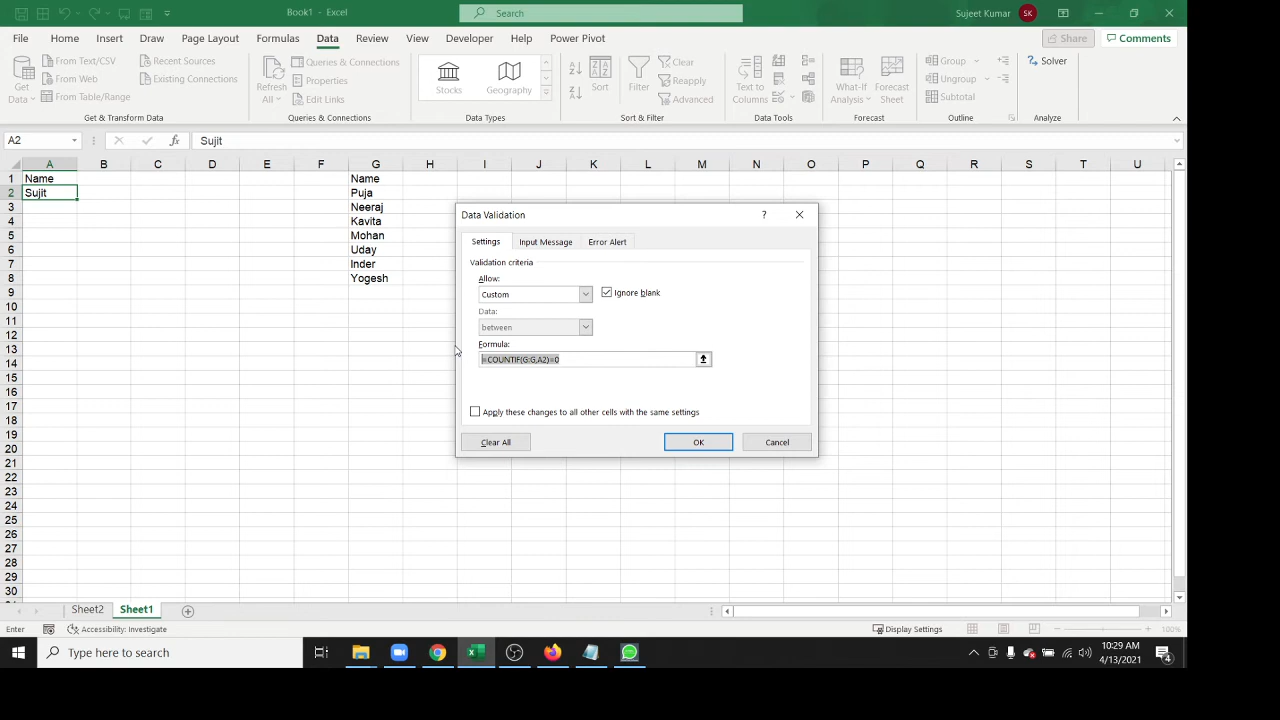 Book1 - Excel
Search
Sujeet Kumar
SK
File Home Insert Draw Page Layout Formulas Data Review View Developer Help Power Pivot
Share
Comments
Get Data
From Text/CSV
From Web
From Table/Range
Recent Sources
Existing Connections
Get & Transform Data
Refresh All
Queries & Connections
Properties
Edit Links
Queries & Connections
Stocks
Geography
Data Types
Sort
Filter
Clear
Reapply
Advanced
Sort & Filter
Text to Columns
Data Tools
What-If Analysis
Forecast Sheet
Forecast
Group
Ungroup
Subtotal
Outline
Solver
Analyze
A2
fx
Sujit
A B C D E F G H I J K L M N O P Q R S T U
1 Name Name
2 Sujit Puja
3 Neeraj
4 Kavita
5 Mohan
6 Uday
7 Inder
8 Yogesh
9
10
11
12
13
14
15
16
17
18
19
20
21
22
23
24
25
26
27
28
29
30
Data Validation
?
Settings Input Message Error Alert
Validation criteria
Allow:
Custom
Ignore blank
Data:
between
Formula:
=COUNTIF(G:G,A2)=0
Apply these changes to all other cells with the same settings
Clear All
OK
Cancel
Sheet2 Sheet1
Enter
Accessibility: Investigate
Display Settings
100%
Type here to search
10:29 AM
4/13/2021
4